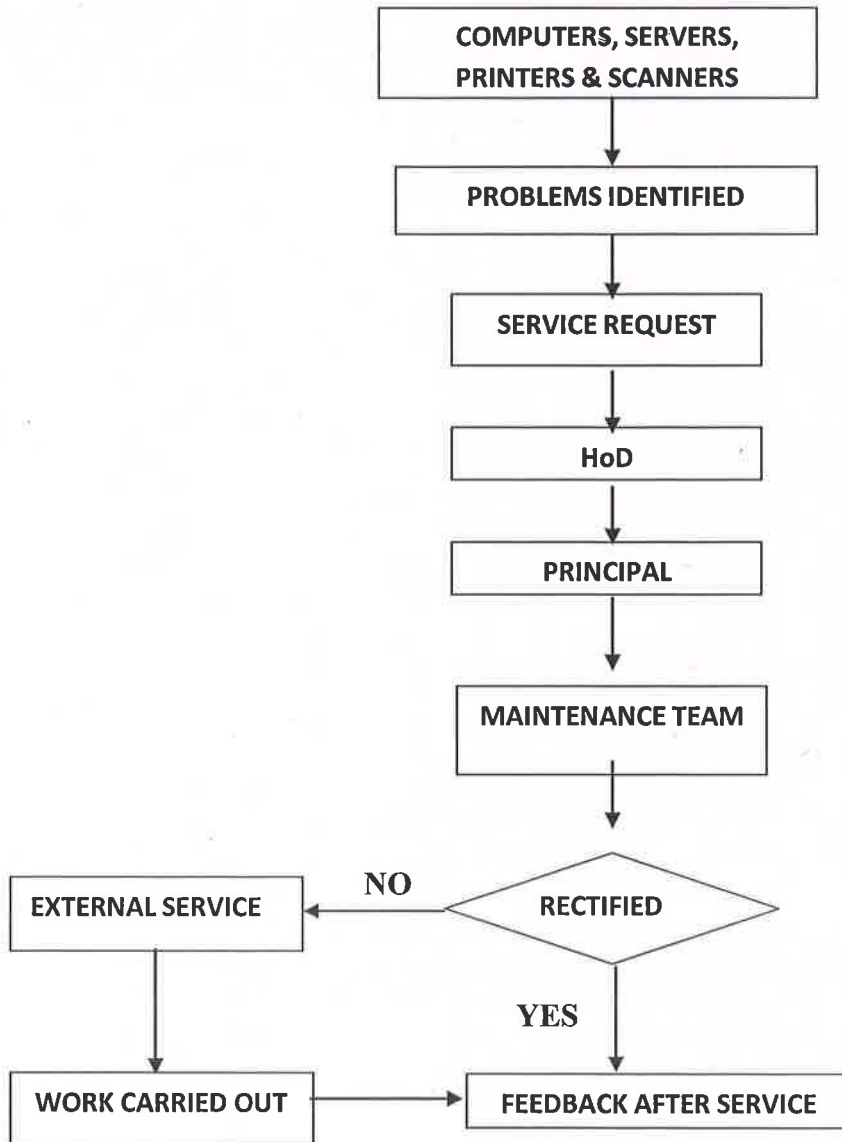 COMPUTERS, SERVERS,
PRINTERS & SCANNERS
PROBLEMS IDENTIFIED
SERVICE REQUEST
HoD
PRINCIPAL
MAINTENANCE TEAM
NO
EXTERNAL SERVICE
RECTIFIED
YES
WORK CARRIED OUT
FEEDBACK AFTER SERVICE